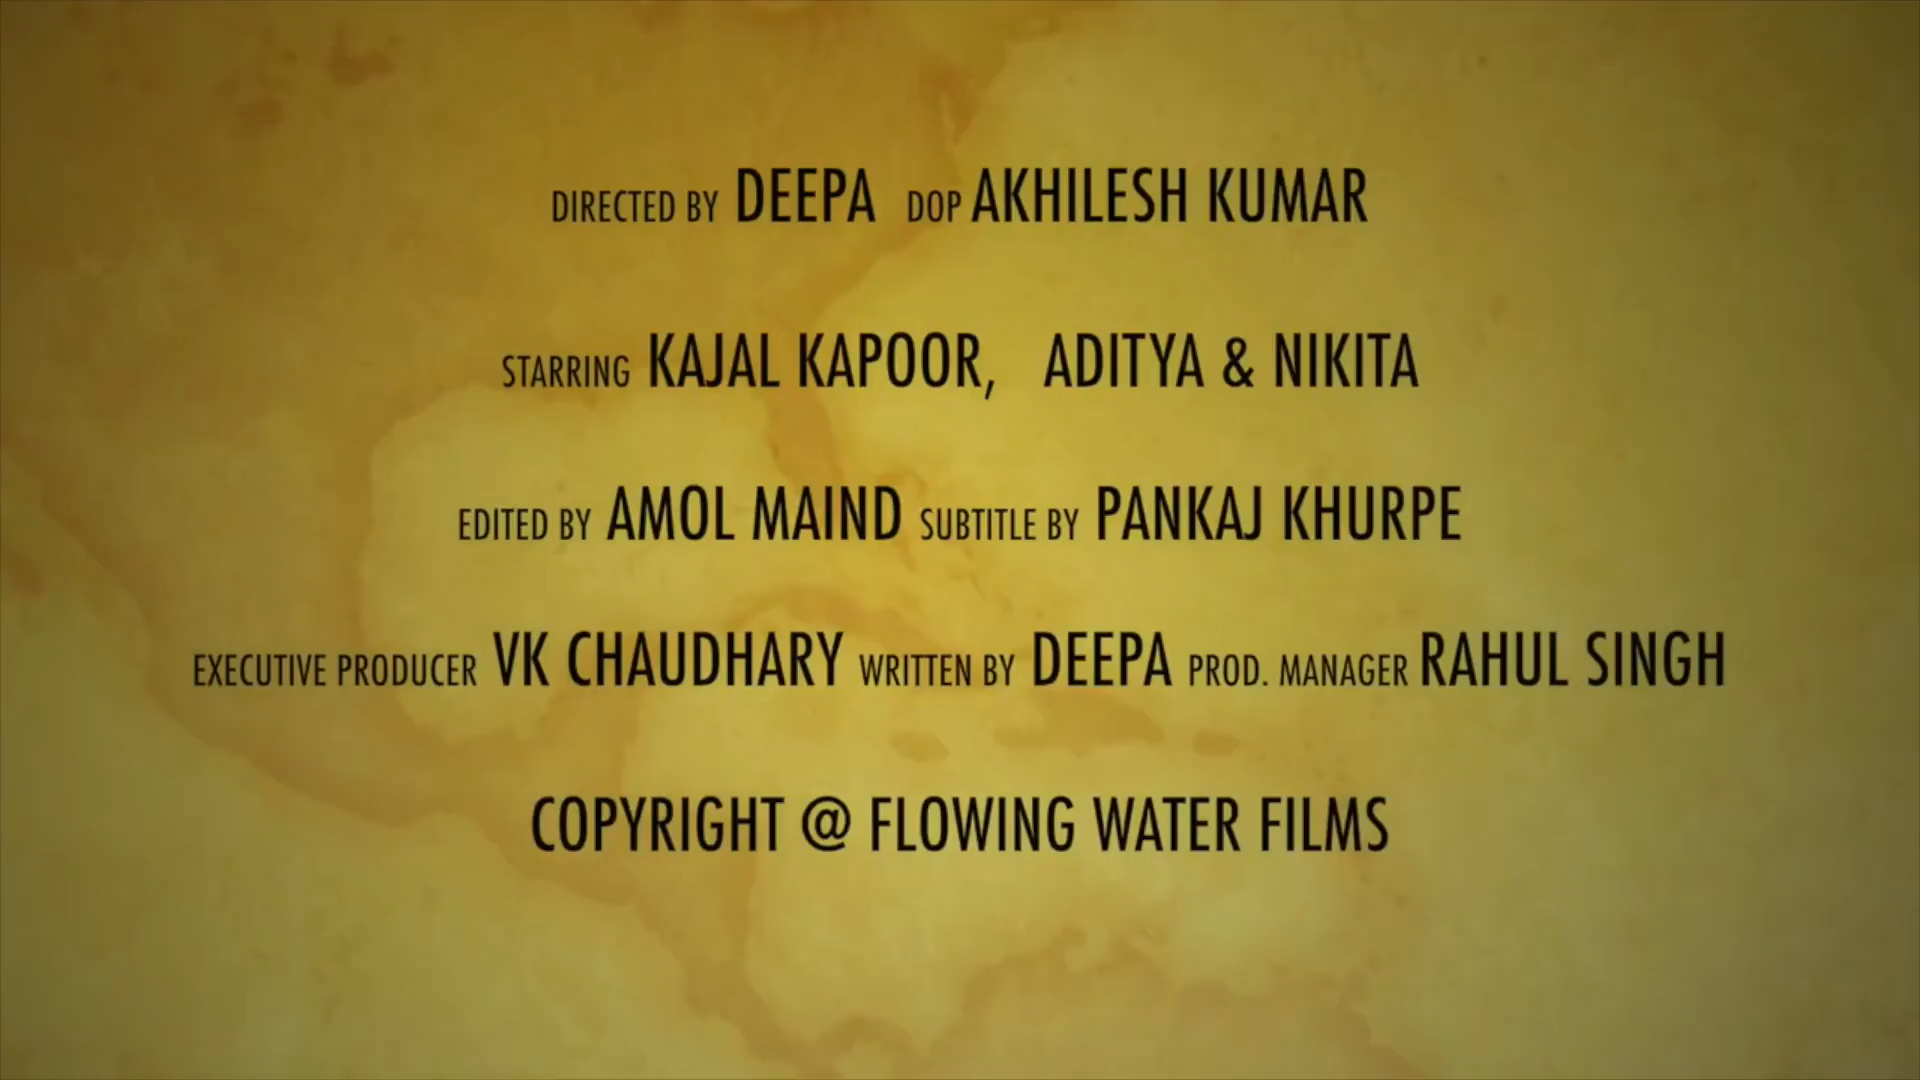 DIRECTED BY DEEPA DOP AKHILESH KUMAR
STARRING KAJAL KAPOOR, ADITYA & NIKITA
EDITED BY AMOL MAIND SUBTITLE BY PANKAJ KHURPE
EXECUTIVE PRODUCER VK CHAUDHARY WRITTEN BY DEEPA PROD. MANAGER RAHUL SINGH
COPYRIGHT @ FLOWING WATER FILMS